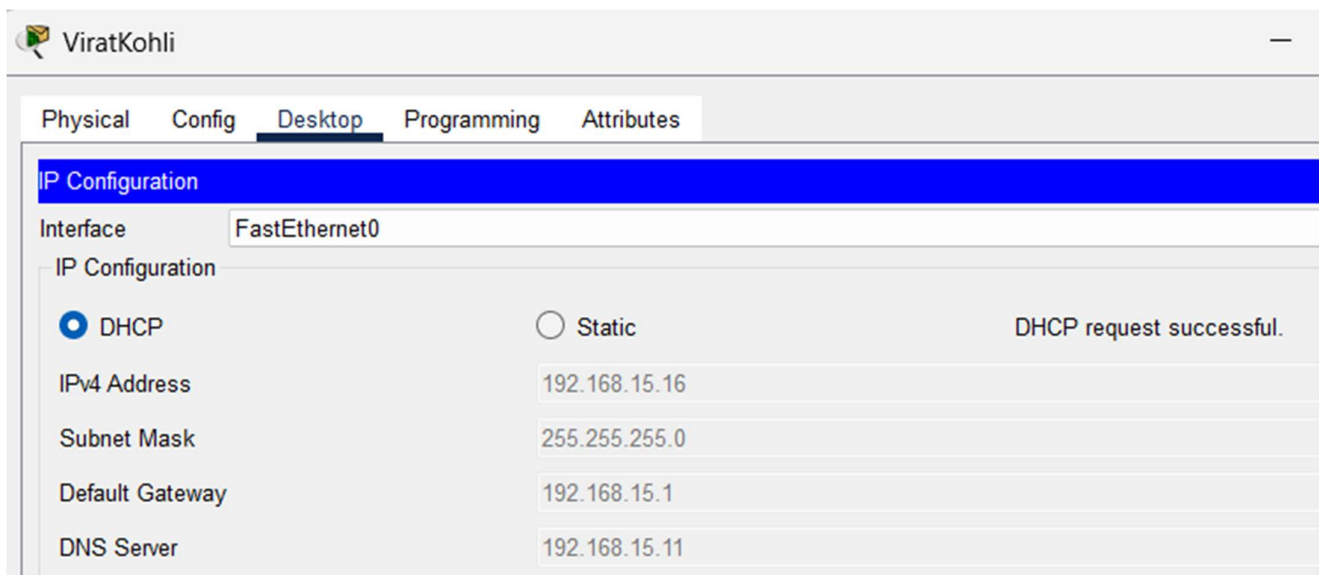 ViratKohli
Physical Config Desktop Programming Attributes
IP Configuration
Interface FastEthernet0
IP Configuration
DHCP Static DHCP request successful.
IPv4 Address 192.168.15.16
Subnet Mask 255.255.255.0
Default Gateway 192.168.15.1
DNS Server 192.168.15.11